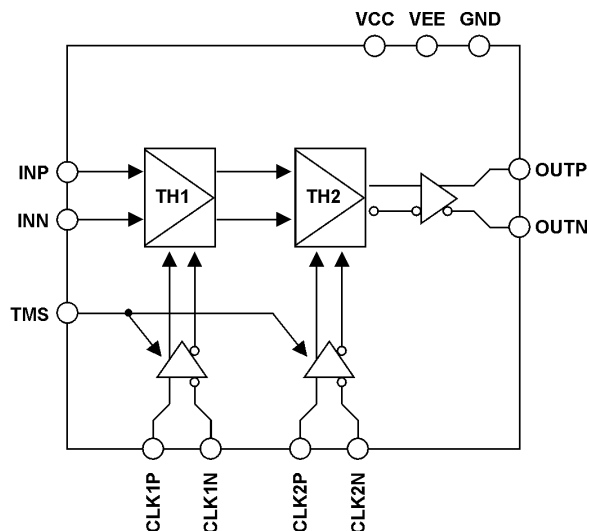 VCC VEE GND
INP
TH1
TH2
OUTP
INN
OUTN
TMS
CLK1P
CLK1N
CLK2P
CLK2N